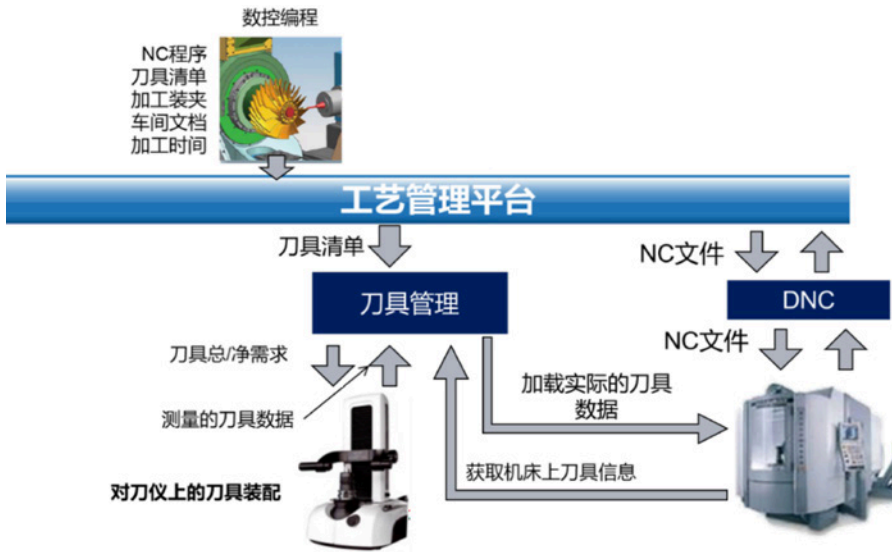 数控编程
NC程序
刀具清单
加工装夹
车间文档
加工时间
工艺管理平台
刀具清单
NC文件
刀具管理
DNC
刀具总/净需求
NC文件
加载实际的刀具
数据
测量的刀具数据
获取机床上刀具信息
对刀仪上的刀具装配